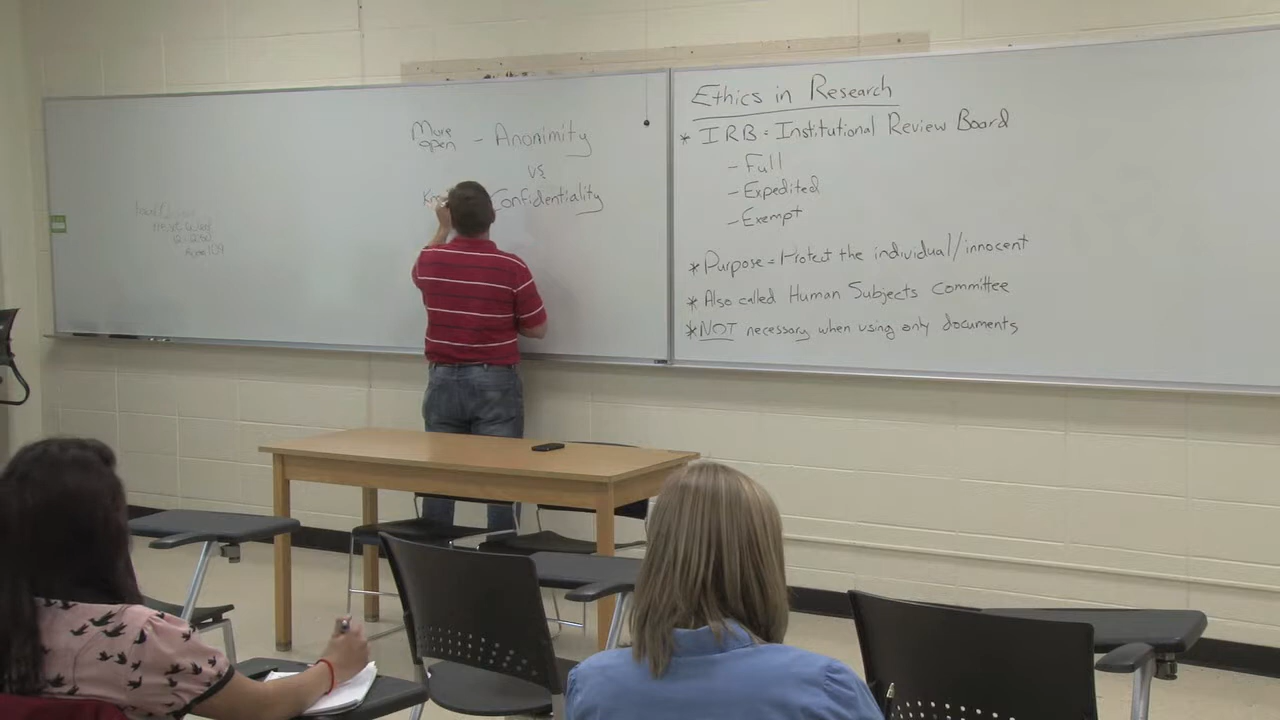 More
open - Anonimity
vs
Confidentiality
Ethics in Research
* IRB = Institutional Review Board
- Full
- Expedited
- Exempt
* Purpose = Protect the individual/innocent
* Also called Human Subjects Committee
* NOT necessary when using only documents